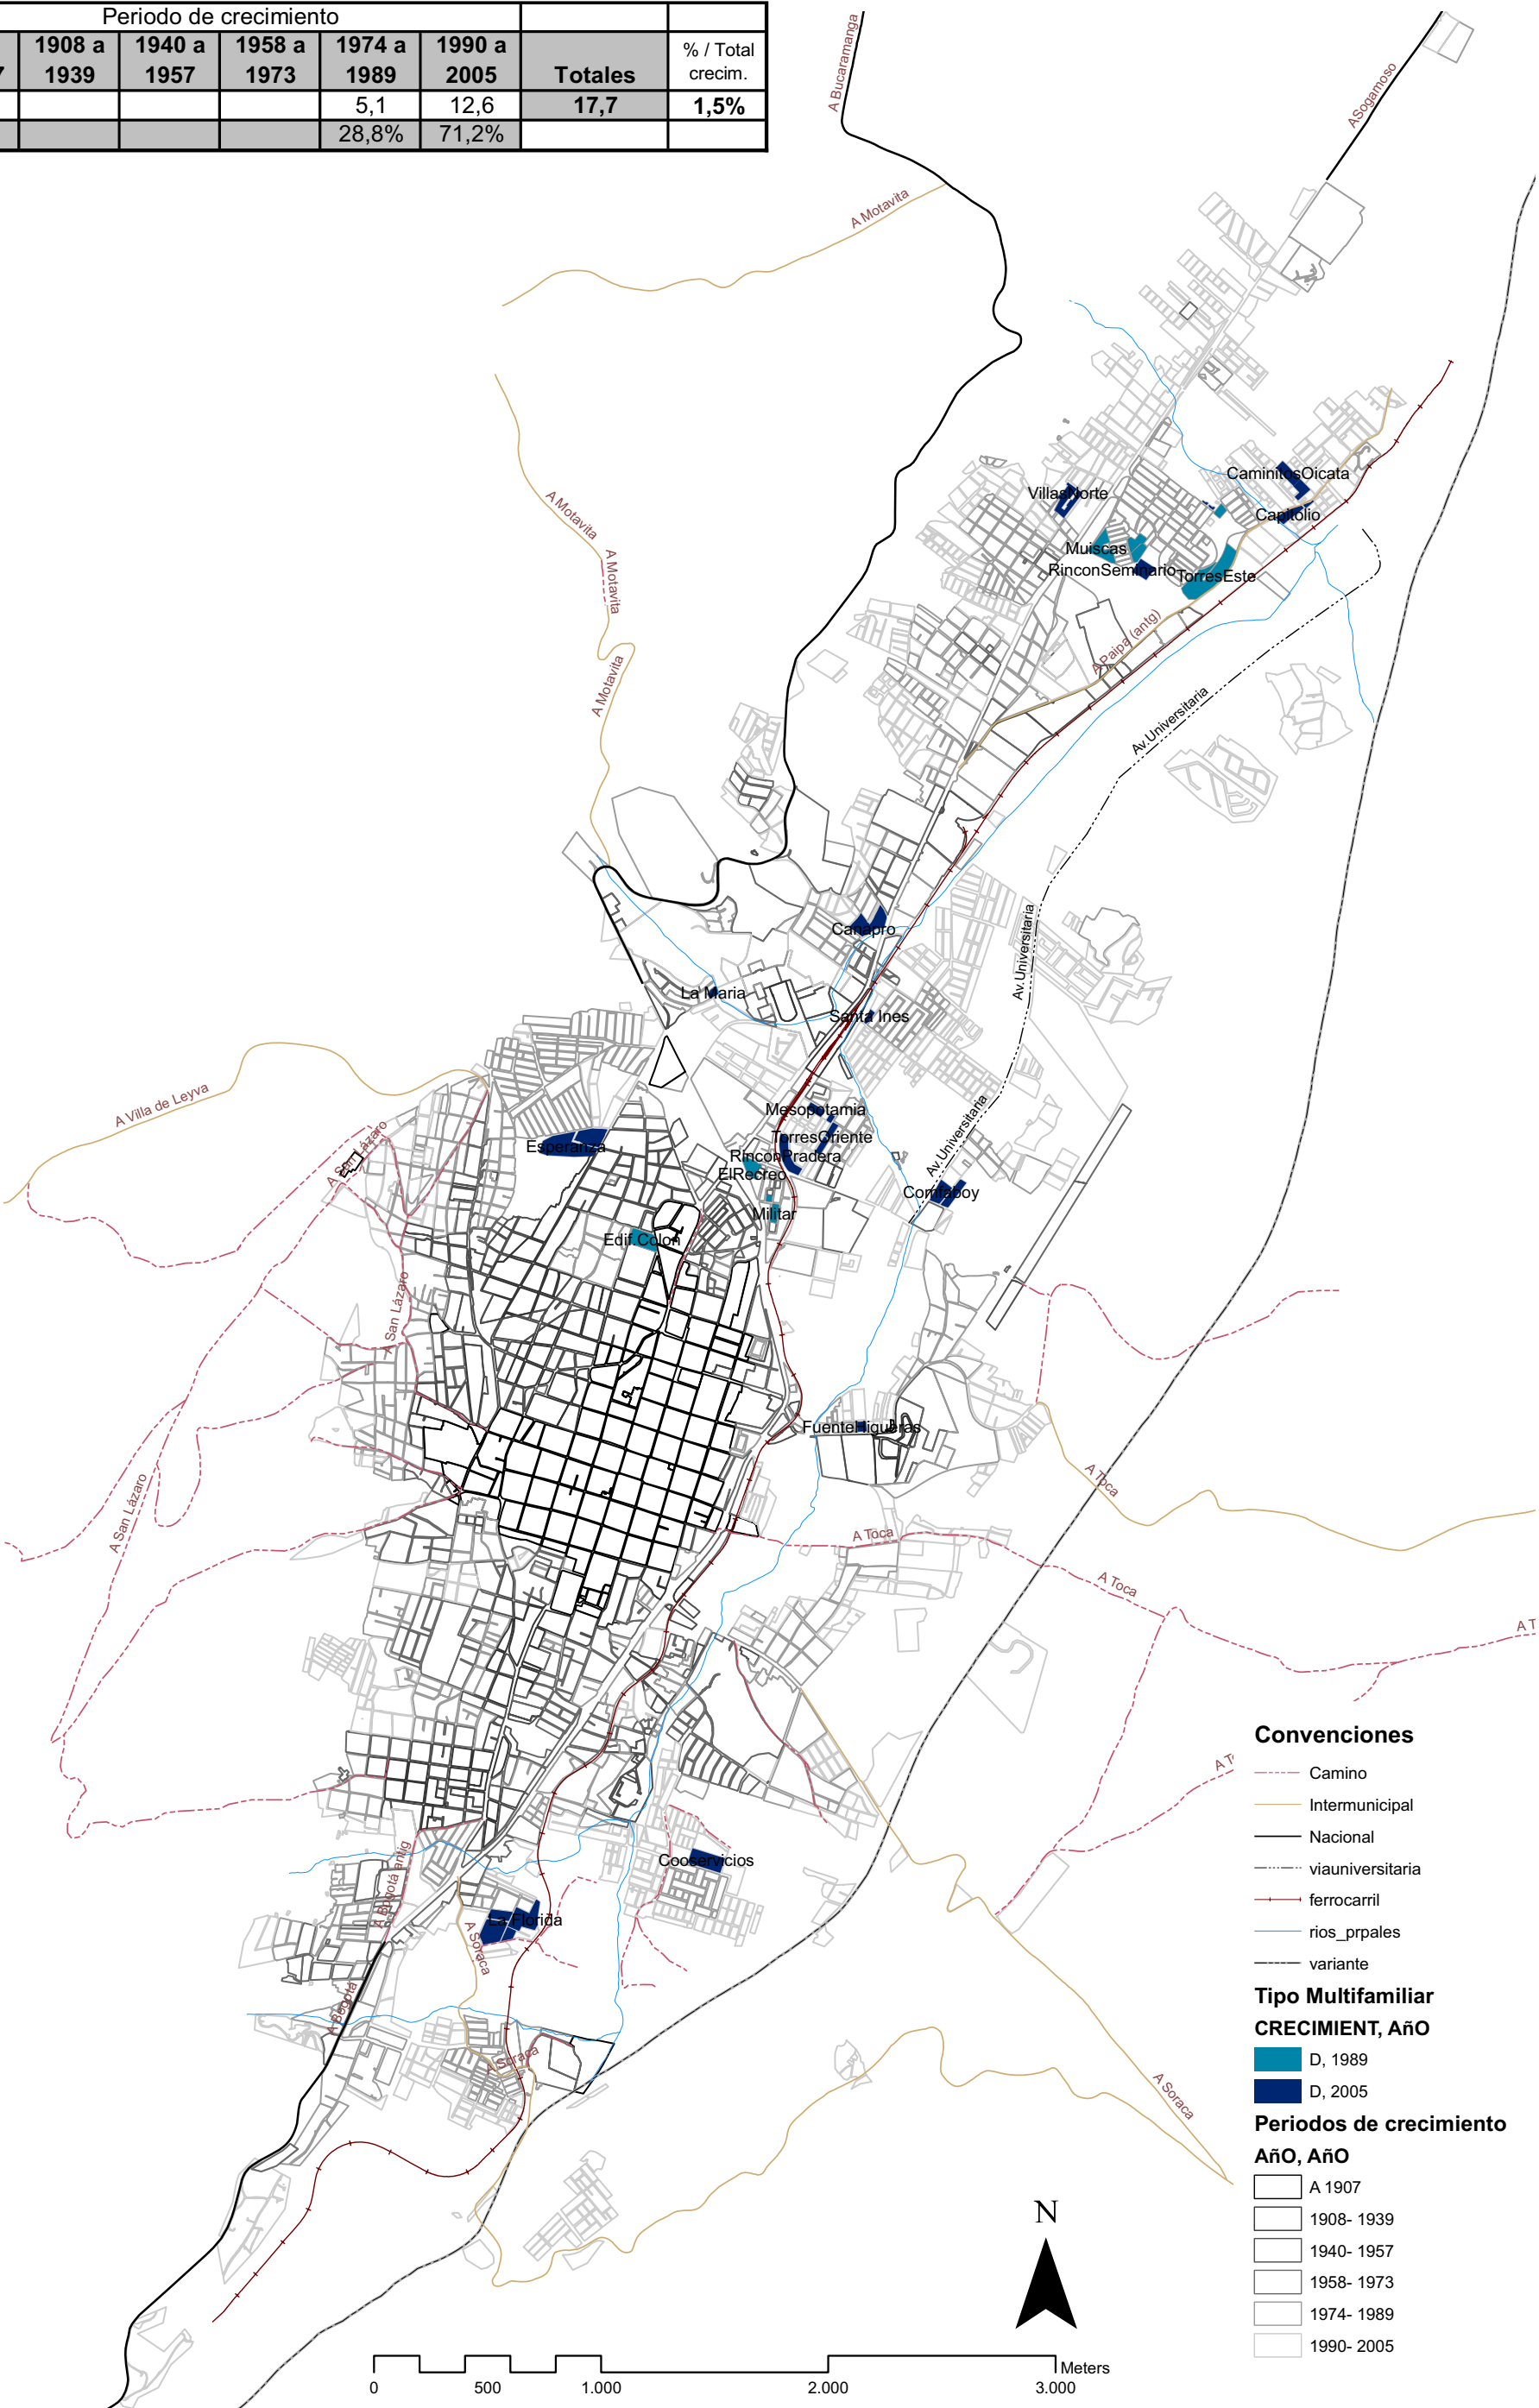 Periodo de crecimiento
7
1908 a 1939
1940 a 1957
1958 a 1973
1974 a 1989
1990 a 2005
Totales
% / Total crecim.
5,1
12,6
17,7
1,5%
28,8%
71,2%
A Bucaramanga
ASogamoso
A Motavita
A Motavita
A Motavita
A Motavita
CaminitosOicata
VillasNorte
Capitolio
Muiscas
RinconSeminario
TorresEste
A Paipa (antg)
Av.Universitaria
Av.Universitaria
Canapro
La Maria
Santa Ines
A Villa de Leyva
Mesopotamia
Av.Universitaria
A San Lázaro
Esperanza
TorresOriente
RinconPradera
ElRecreo
Comfaboy
Militar
Edif.Colon
A San Lázaro
FuenteHigueras
A San Lázaro
A Toca
A Toca
A Toca
A T
A T
Cooservicios
A Bogotá antig
La Florida
A Soraca
A Bogotá
A Soraca
A Soraca
Convenciones
Camino
Intermunicipal
Nacional
viauniversitaria
ferrocarril
rios_prpales
variante
Tipo Multifamiliar
CRECIMIENT, AñO
D, 1989
D, 2005
Periodos de crecimiento
AñO, AñO
A 1907
1908- 1939
1940- 1957
1958- 1973
1974- 1989
1990- 2005
N
Meters
0
500
1.000
2.000
3.000